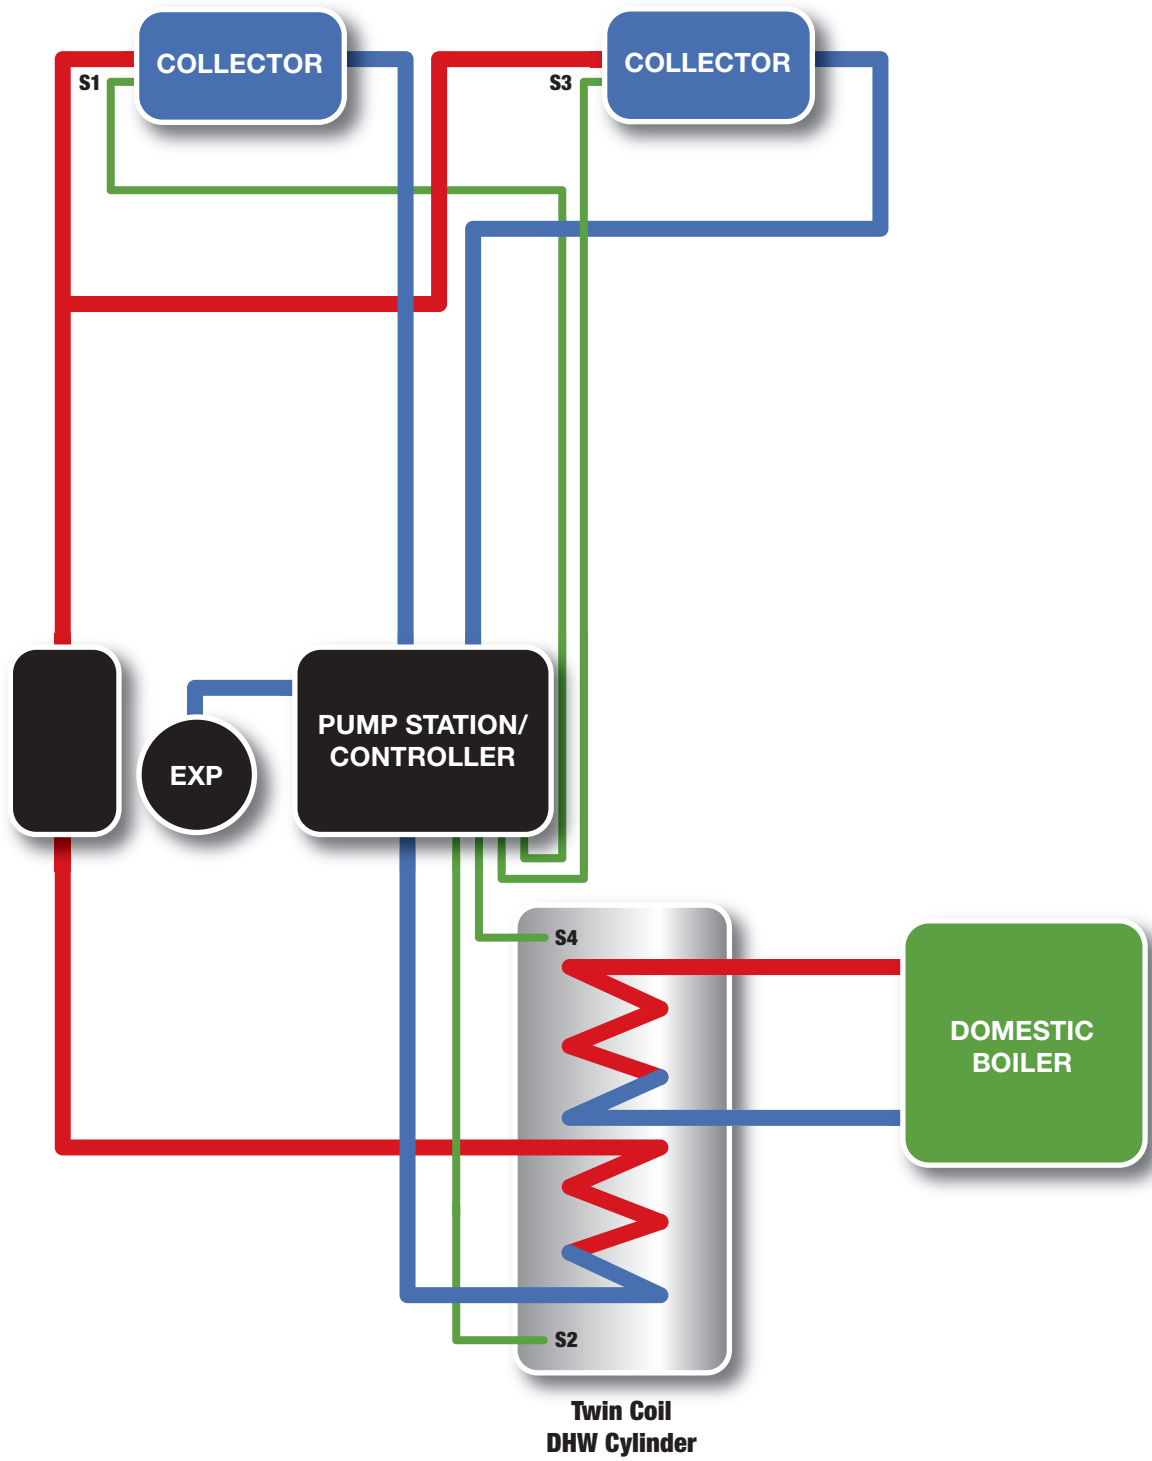 COLLECTOR
COLLECTOR
S1
S3
PUMP STATION/
CONTROLLER
EXP
S4
DOMESTIC
BOILER
S2
Twin Coil
DHW Cylinder